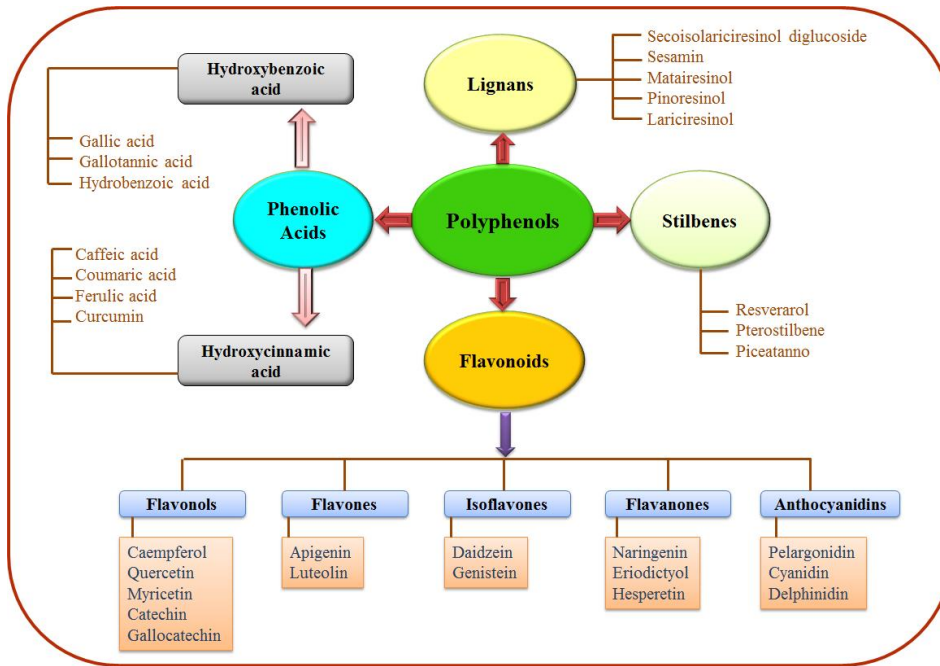 Hydroxybenzoic
acid
Gallic acid
Gallotannic acid
Hydrobenzoic acid
Lignans
Secoisolariciresinol diglucoside
Sesamin
Matairesinol
Pinoresinol
Lariciresinol
Phenolic
Acids
Polyphenols
Stilbenes
Caffeic acid
Coumaric acid
Ferulic acid
Curcumin
Hydroxycinnamic
acid
Resverarol
Pterostilbene
Piceatanno
Flavonoids
Flavonols
Caempferol
Quercetin
Myricetin
Catechin
Gallocatechin
Flavones
Apigenin
Luteolin
Isoflavones
Daidzein
Genistein
Flavanones
Naringenin
Eriodictyol
Hesperetin
Anthocyanidins
Pelargonidin
Cyanidin
Delphinidin